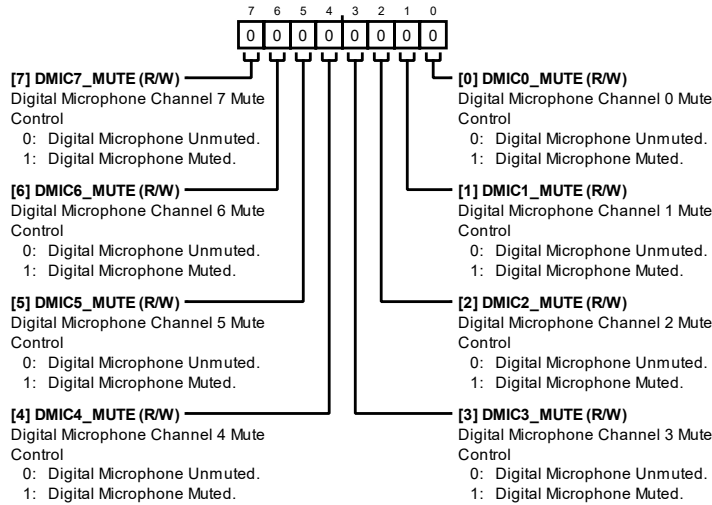 7 6 5 4 3 2 1 0
0 0 0 0 0 0 0 0
[7] DMIC7_MUTE (R/W)
Digital Microphone Channel 7 Mute
Control
0: Digital Microphone Unmuted.
1: Digital Microphone Muted.
[6] DMIC6_MUTE (R/W)
Digital Microphone Channel 6 Mute
Control
0: Digital Microphone Unmuted.
1: Digital Microphone Muted.
[5] DMIC5_MUTE (R/W)
Digital Microphone Channel 5 Mute
Control
0: Digital Microphone Unmuted.
1: Digital Microphone Muted.
[4] DMIC4_MUTE (R/W)
Digital Microphone Channel 4 Mute
Control
0: Digital Microphone Unmuted.
1: Digital Microphone Muted.
[0] DMIC0_MUTE (R/W)
Digital Microphone Channel 0 Mute
Control
0: Digital Microphone Unmuted.
1: Digital Microphone Muted.
[1] DMIC1_MUTE (R/W)
Digital Microphone Channel 1 Mute
Control
0: Digital Microphone Unmuted.
1: Digital Microphone Muted.
[2] DMIC2_MUTE (R/W)
Digital Microphone Channel 2 Mute
Control
0: Digital Microphone Unmuted.
1: Digital Microphone Muted.
[3] DMIC3_MUTE (R/W)
Digital Microphone Channel 3 Mute
Control
0: Digital Microphone Unmuted.
1: Digital Microphone Muted.